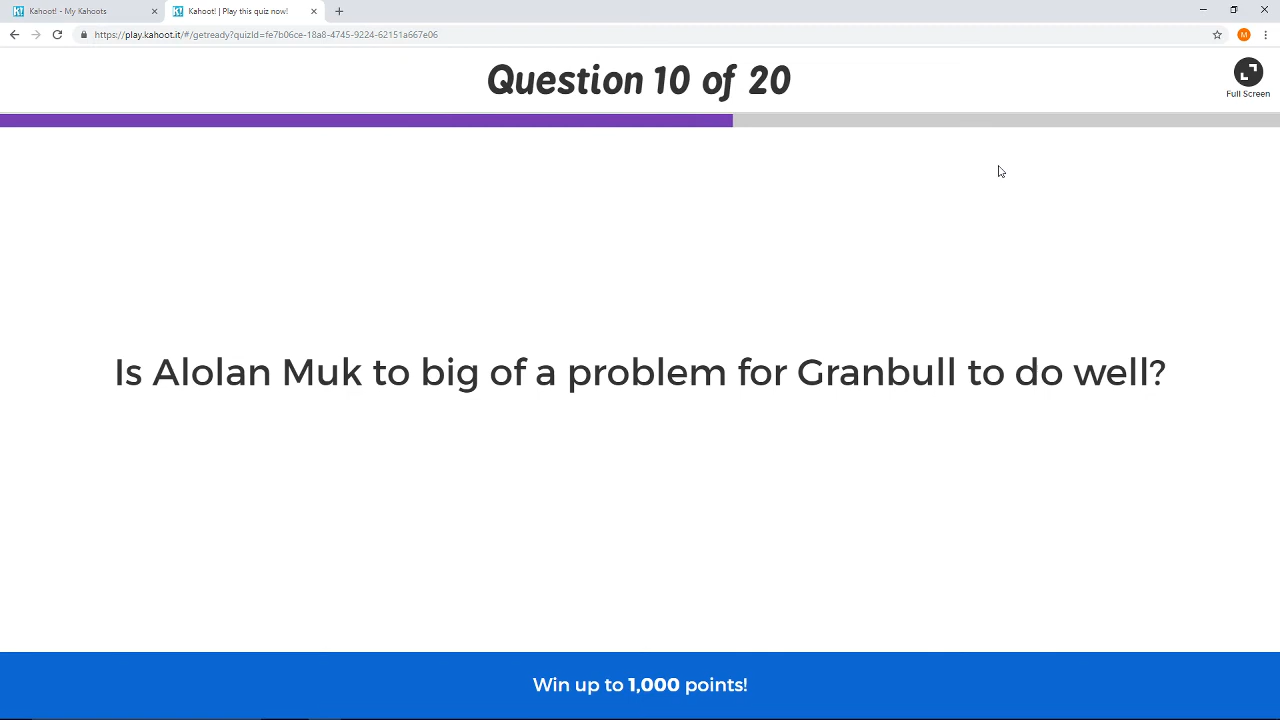 Kahoot! - My Kahoots
Kahoot! | Play this quiz now!
https://play.kahoot.it/#/getready?quizId=fe7b06ce-18a8-4745-9224-62151a667e06
M
Question 10 of 20
Full Screen
Is Alolan Muk to big of a problem for Granbull to do well?
Win up to 1,000 points!